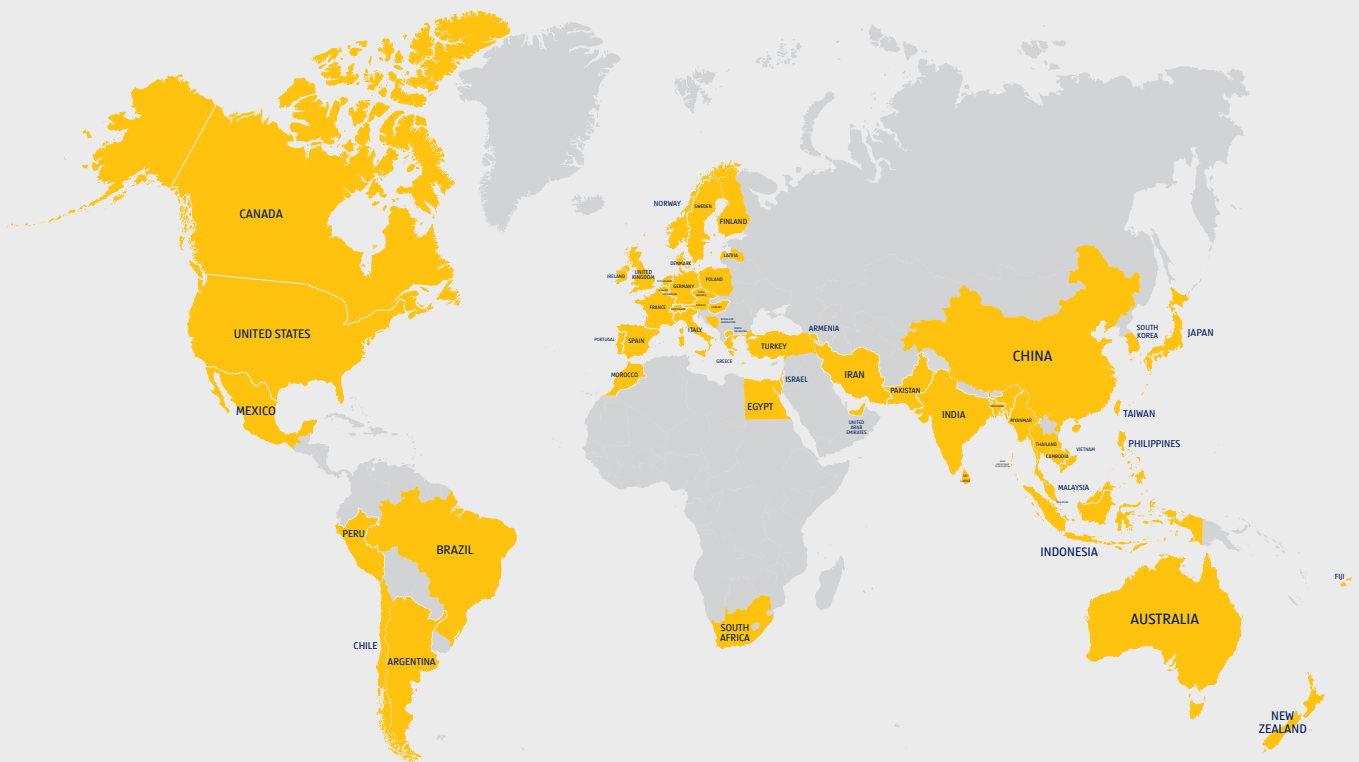 CANADA
UNITED STATES
MEXICO
PERU
BRAZIL
CHILE
ARGENTINA
NORWAY
SWEDEN
FINLAND
DENMARK
LATVIA
IRELAND
UNITED
KINGDOM
GERMANY
POLAND
FRANCE
ITALY
PORTUGAL
SPAIN
GREECE
TURKEY
ARMENIA
MOROCCO
ISRAEL
EGYPT
IRAN
UNITED
ARAB
EMIRATES
SOUTH
AFRICA
PAKISTAN
INDIA
CHINA
SOUTH
KOREA
JAPAN
TAIWAN
MYANMAR
THAILAND
CAMBODIA
VIETNAM
PHILIPPINES
MALAYSIA
INDONESIA
AUSTRALIA
FIJI
NEW
ZEALAND